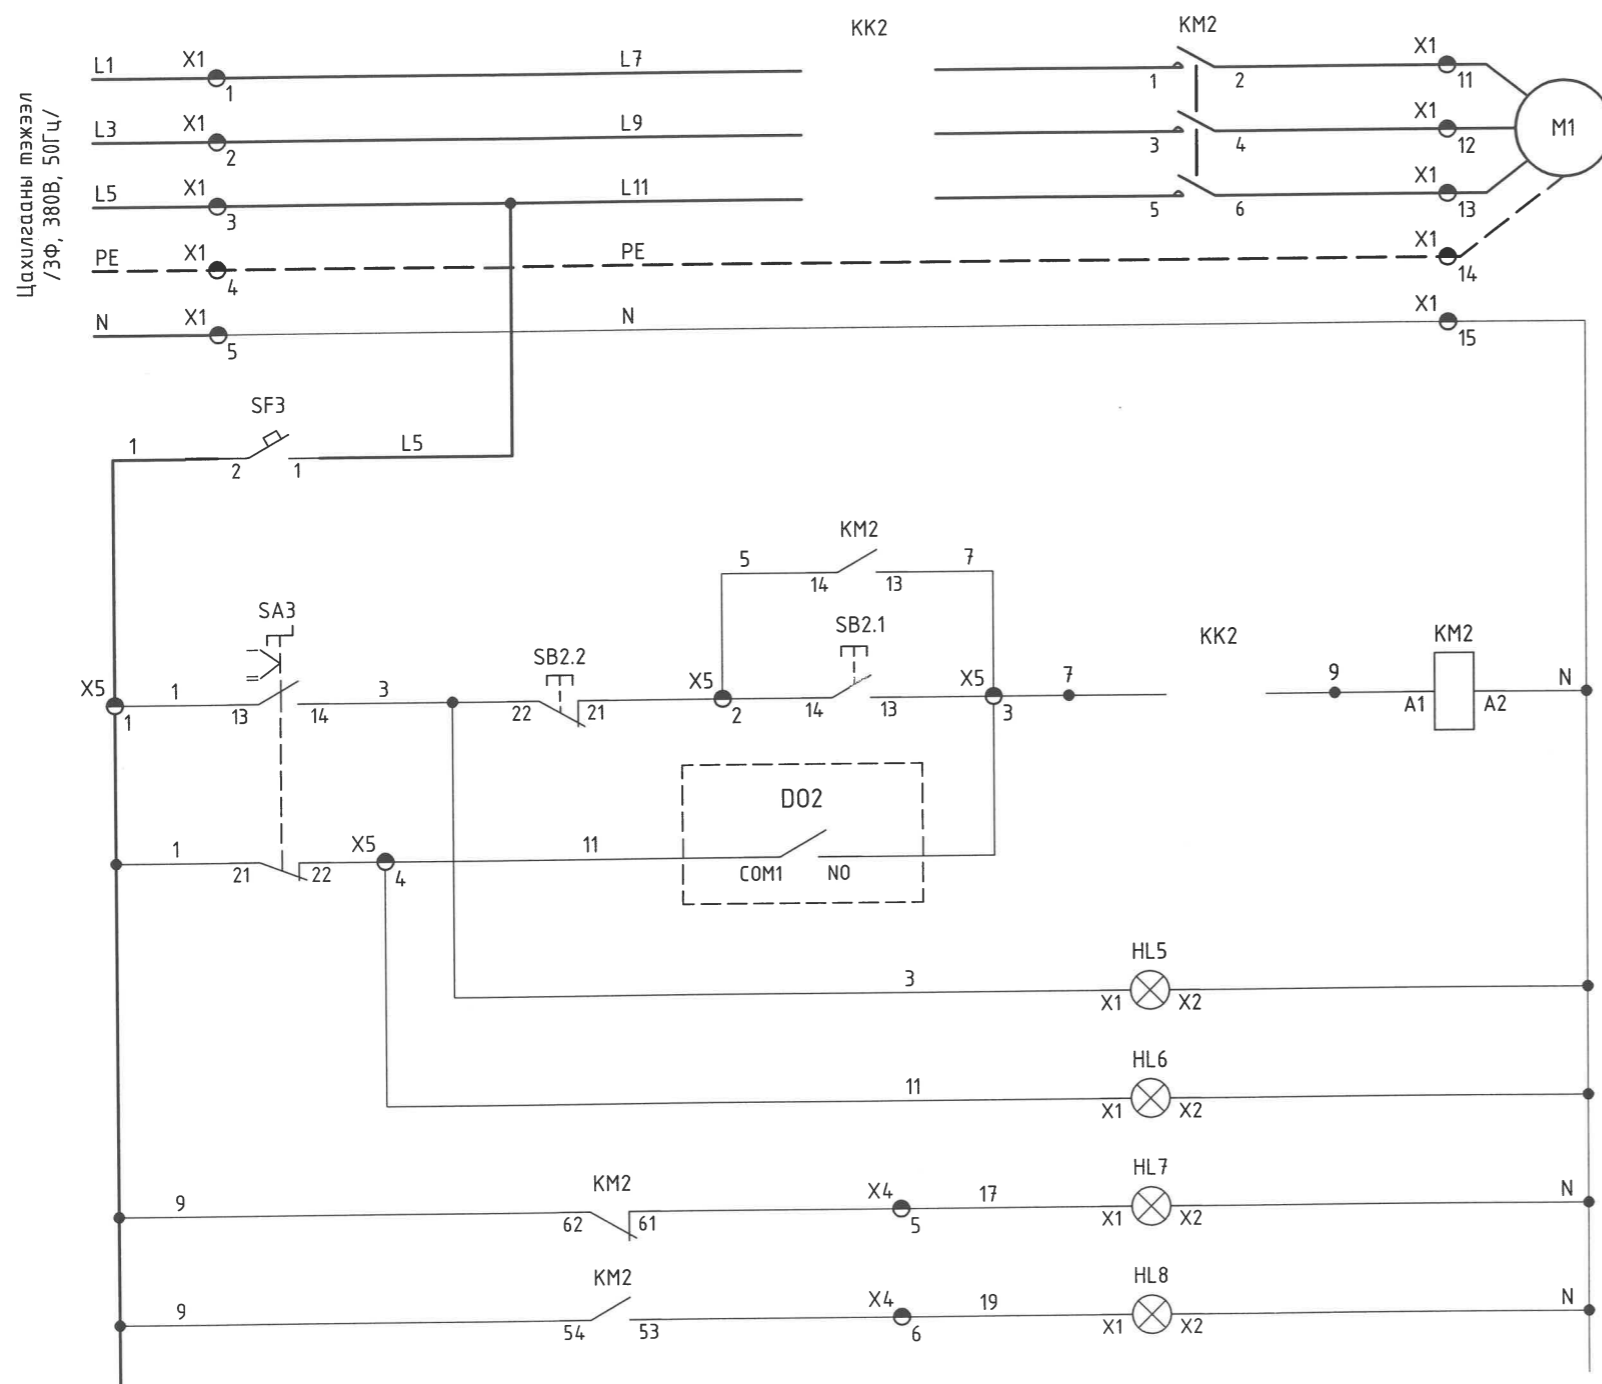 KK2 KM2
L1 X1 1 L7 1 2 X1 11
L3 X1 2 L9 3 4 X1 12 M1
L5 X1 3 L11 5 6 X1 13
PE X1 4 PE X1 14
N X1 5 N X1 15
Цахилгааны тэжээл
/3Ф, 380В, 50Гц/
SF3
1 2 1 L5
KM2
5 14 13 7
SA3 SB2.2 SB2.1 KK2 KM2
X5 1 1 13 14 3 22 21 X5 2 14 13 X5 3 7 9 A1 A2 N
DO2
1 21 22 X5 4 11 COM1 NO
HL5
3 X1 X2
HL6
11 X1 X2
KM2 HL7
9 62 61 X4 5 17 X1 X2 N
KM2 HL8
9 54 53 X4 6 19 X1 X2 N